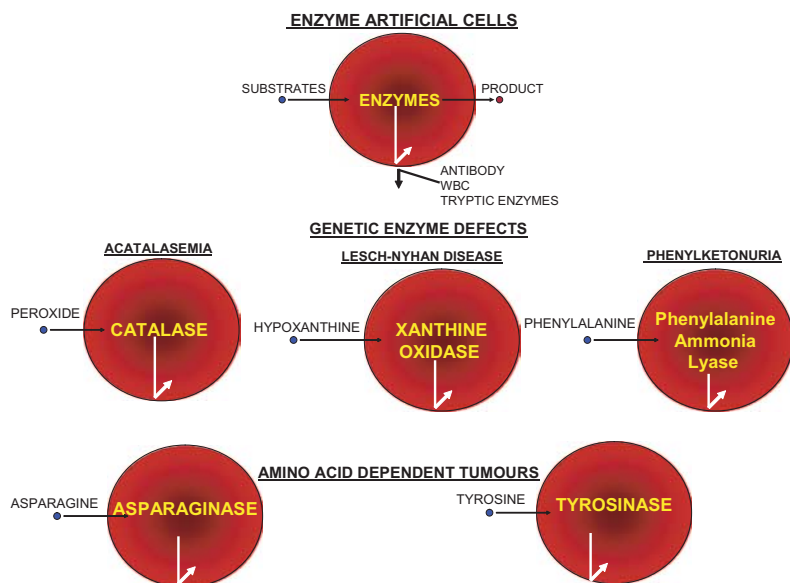 ENZYME ARTIFICIAL CELLS
SUBSTRATES
ENZYMES
PRODUCT
ANTIBODY
WBC
TRYPTIC ENZYMES
GENETIC ENZYME DEFECTS
ACATALASEMIA
LESCH-NYHAN DISEASE
PHENYLKETONURIA
PEROXIDE
CATALASE
HYPOXANTHINE
XANTHINE
OXIDASE
PHENYLALANINE
Phenylalanine
Ammonia
Lyase
AMINO ACID DEPENDENT TUMOURS
ASPARAGINE
ASPARAGINASE
TYROSINE
TYROSINASE